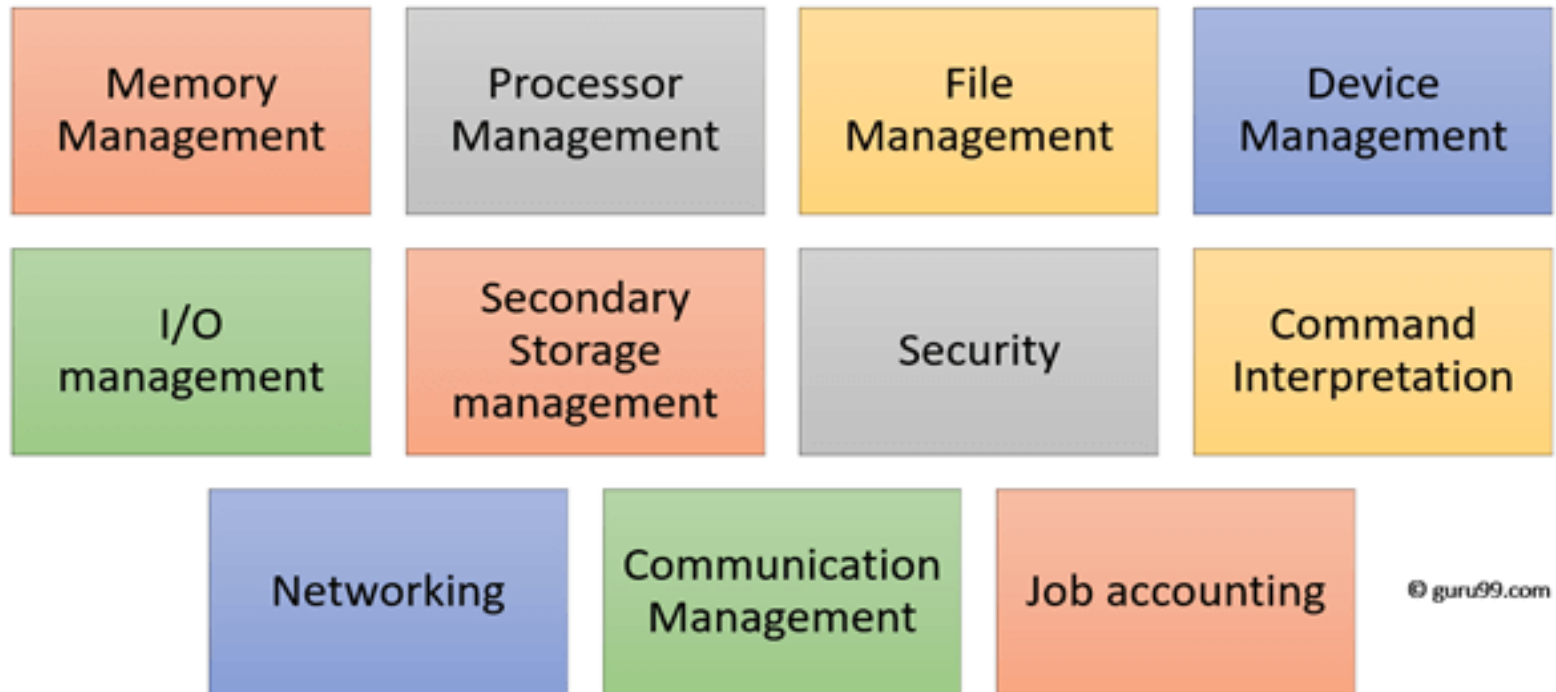 Memory
Management
Processor
Management
File
Management
Device
Management
I/O
management
Secondary
Storage
management
Security
Command
Interpretation
Networking
Communication
Management
Job accounting
© guru99.com